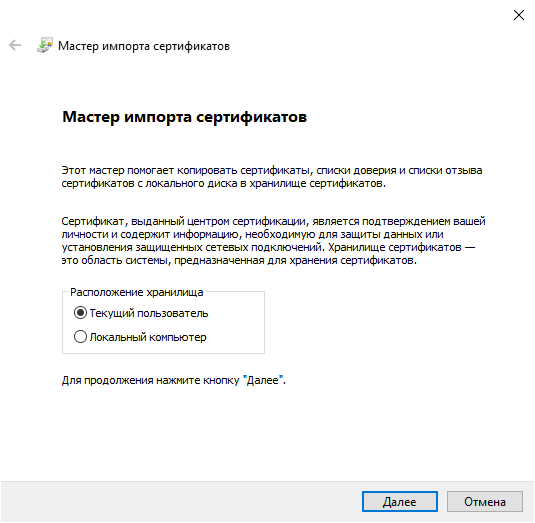 Мастер импорта сертификатов
Мастер импорта сертификатов
Этот мастер помогает копировать сертификаты, списки доверия и списки отзыва
сертификатов с локального диска в хранилище сертификатов.
Сертификат, выданный центром сертификации, является подтверждением вашей
личности и содержит информацию, необходимую для защиты данных или
установления защищенных сетевых подключений. Хранилище сертификатов —
это область системы, предназначенная для хранения сертификатов.
Расположение хранилища
Текущий пользователь
Локальный компьютер
Для продолжения нажмите кнопку "Далее".
Далее
Отмена